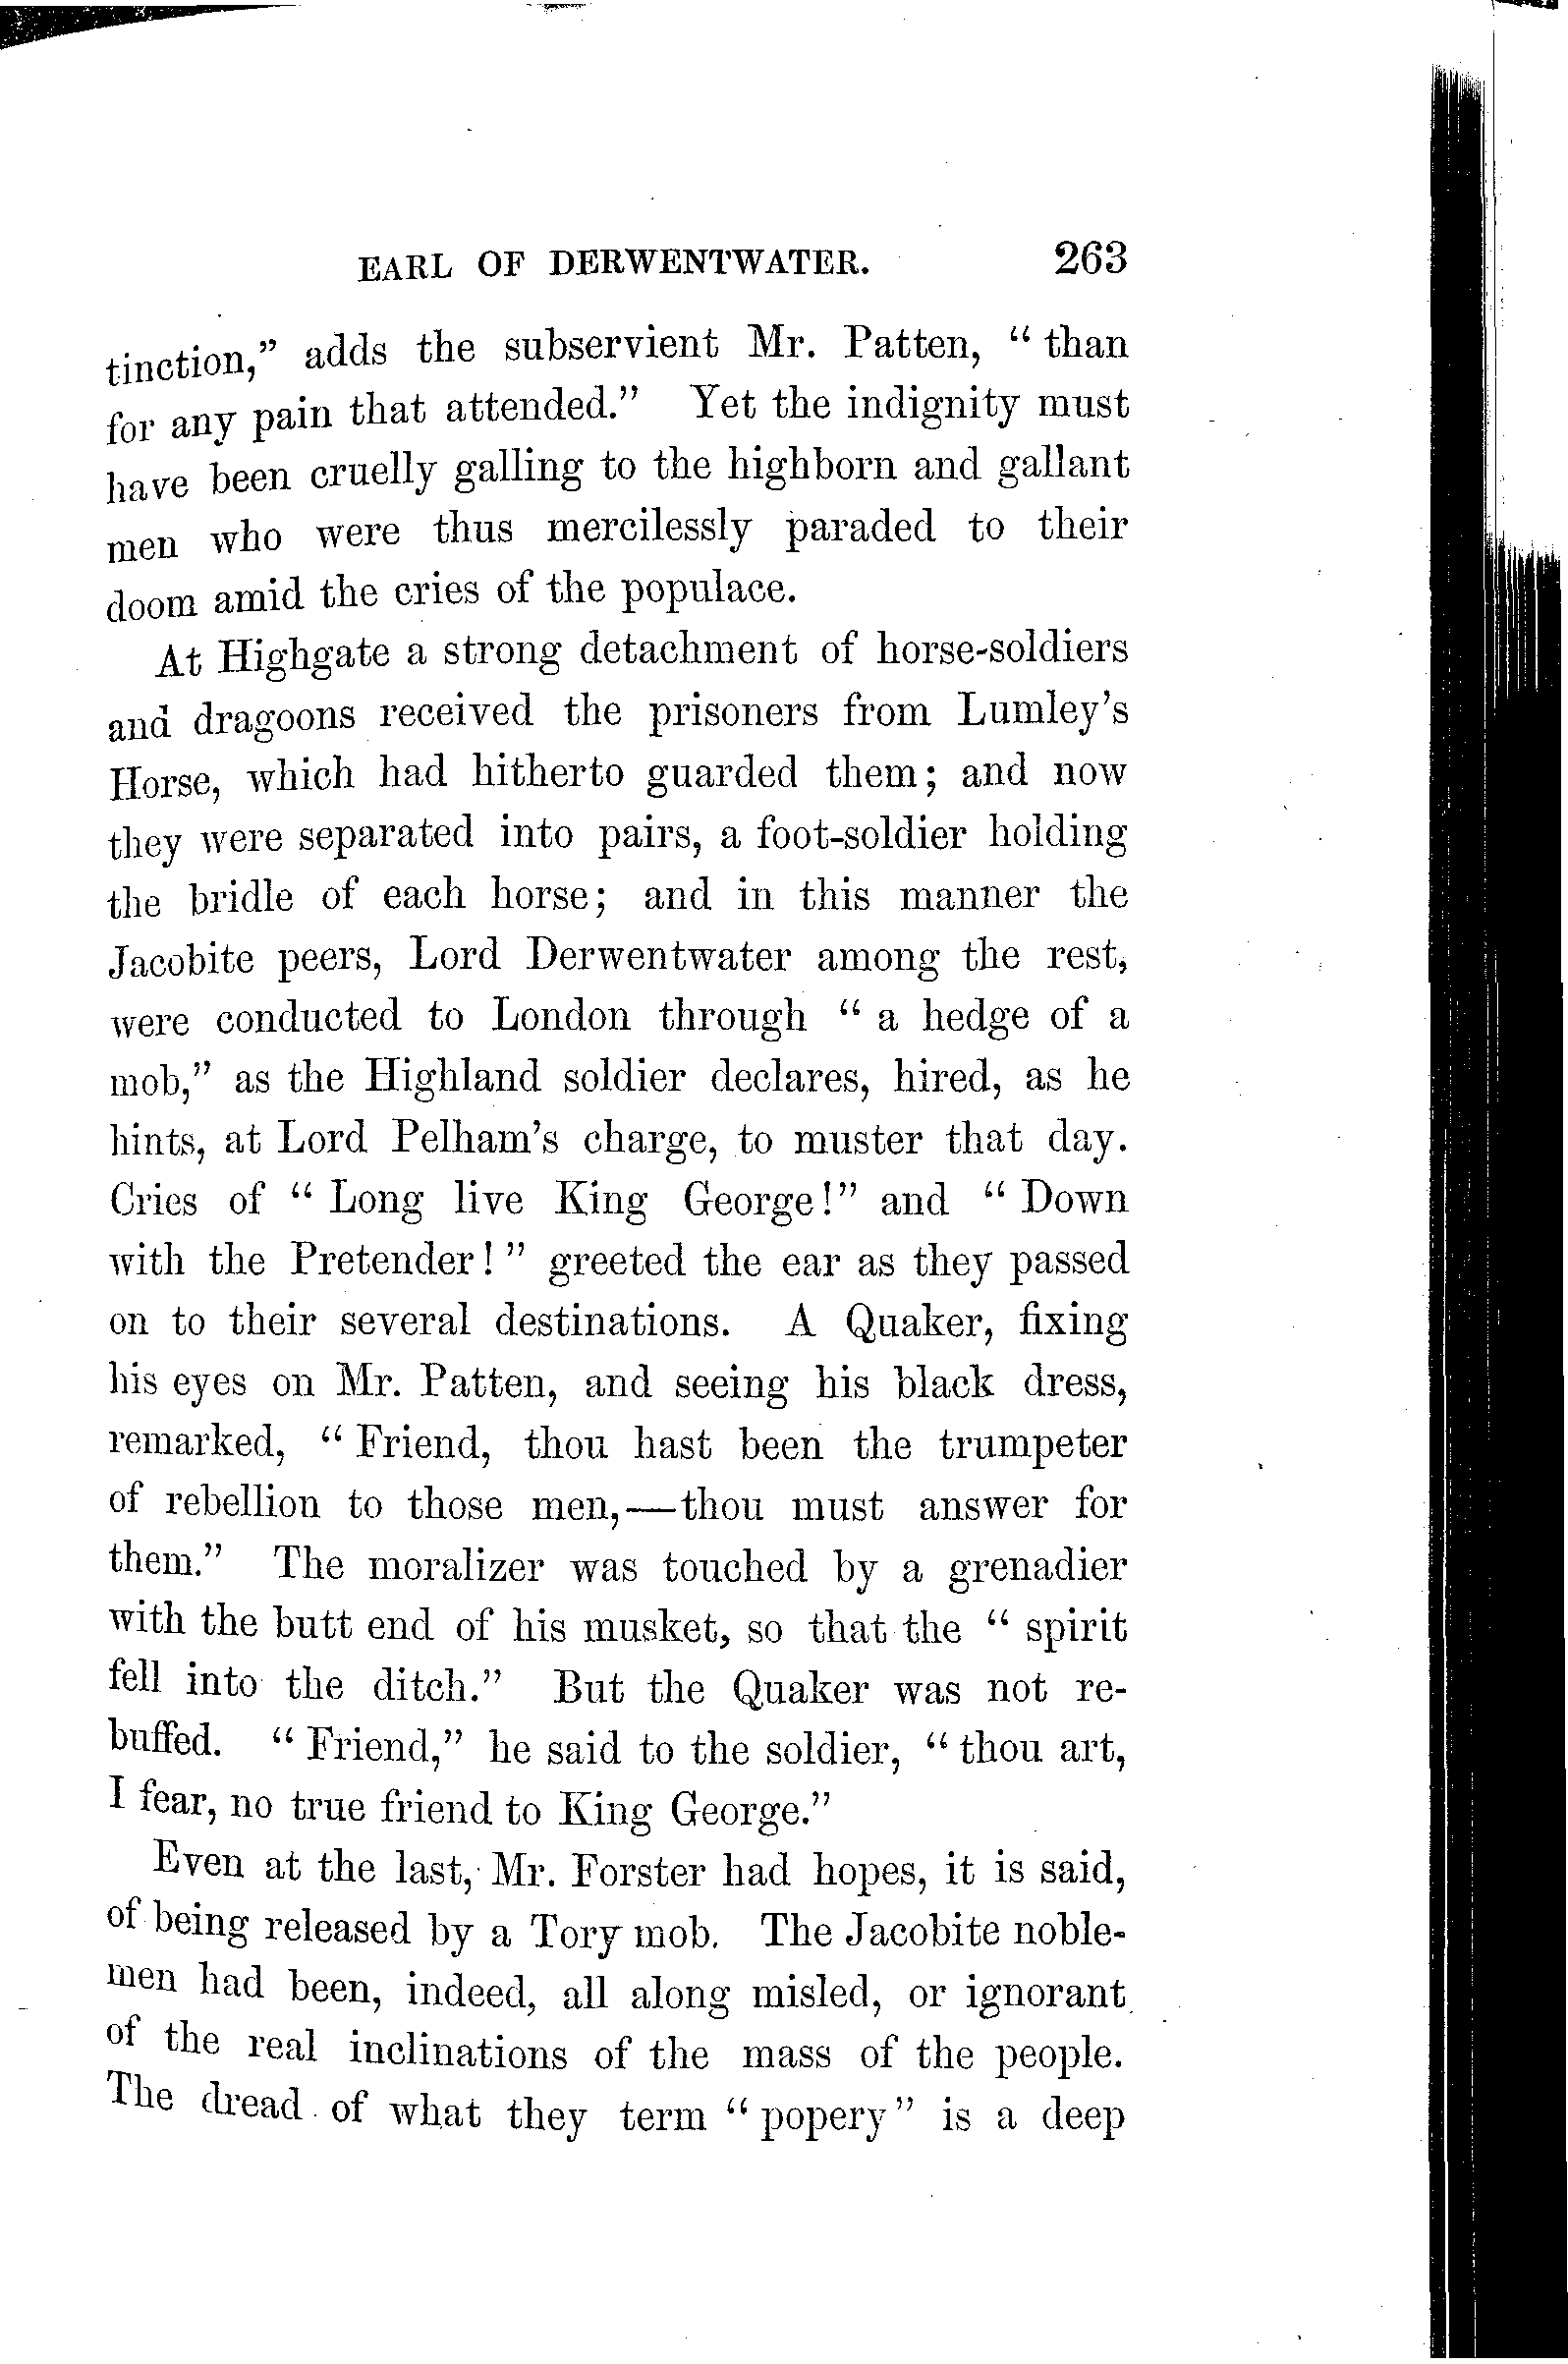 EARL OF DERWENTWATER. 263
tinction," adds the subservient Mr. Patten, "than
for any pain that attended." Yet the indignity must
have been cruelly galling to the highborn and gallant
men who were thus mercilessly paraded to their
doom amid the cries of the populace.
At Highgate a strong detachment of horse-soldiers
and dragoons received the prisoners from Lumley's
Horse, which had hitherto guarded them; and now
they were separated into pairs, a foot-soldier holding
the bridle of each horse; and in this manner the
Jacobite peers, Lord Derwentwater among the rest,
were conducted to London through "a hedge of a
mob," as the Highland soldier declares, hired, as he
hints, at Lord Pelham's charge, to muster that day.
Cries of "Long live King George!" and "Down
with the Pretender!" greeted the ear as they passed
on to their several destinations. A Quaker, fixing
his eyes on Mr. Patten, and seeing his black dress,
remarked, "Friend, thou hast been the trumpeter
of rebellion to those men,—thou must answer for
them." The moralizer was touched by a grenadier
with the butt end of his musket, so that the "spirit
fell into the ditch." But the Quaker was not re-
buffed. "Friend," he said to the soldier, "thou art,
I fear, no true friend to King George."
Even at the last, Mr. Forster had hopes, it is said,
of being released by a Tory mob. The Jacobite noble-
men had been, indeed, all along misled, or ignorant
of the real inclinations of the mass of the people.
The dread of what they term "popery" is a deep